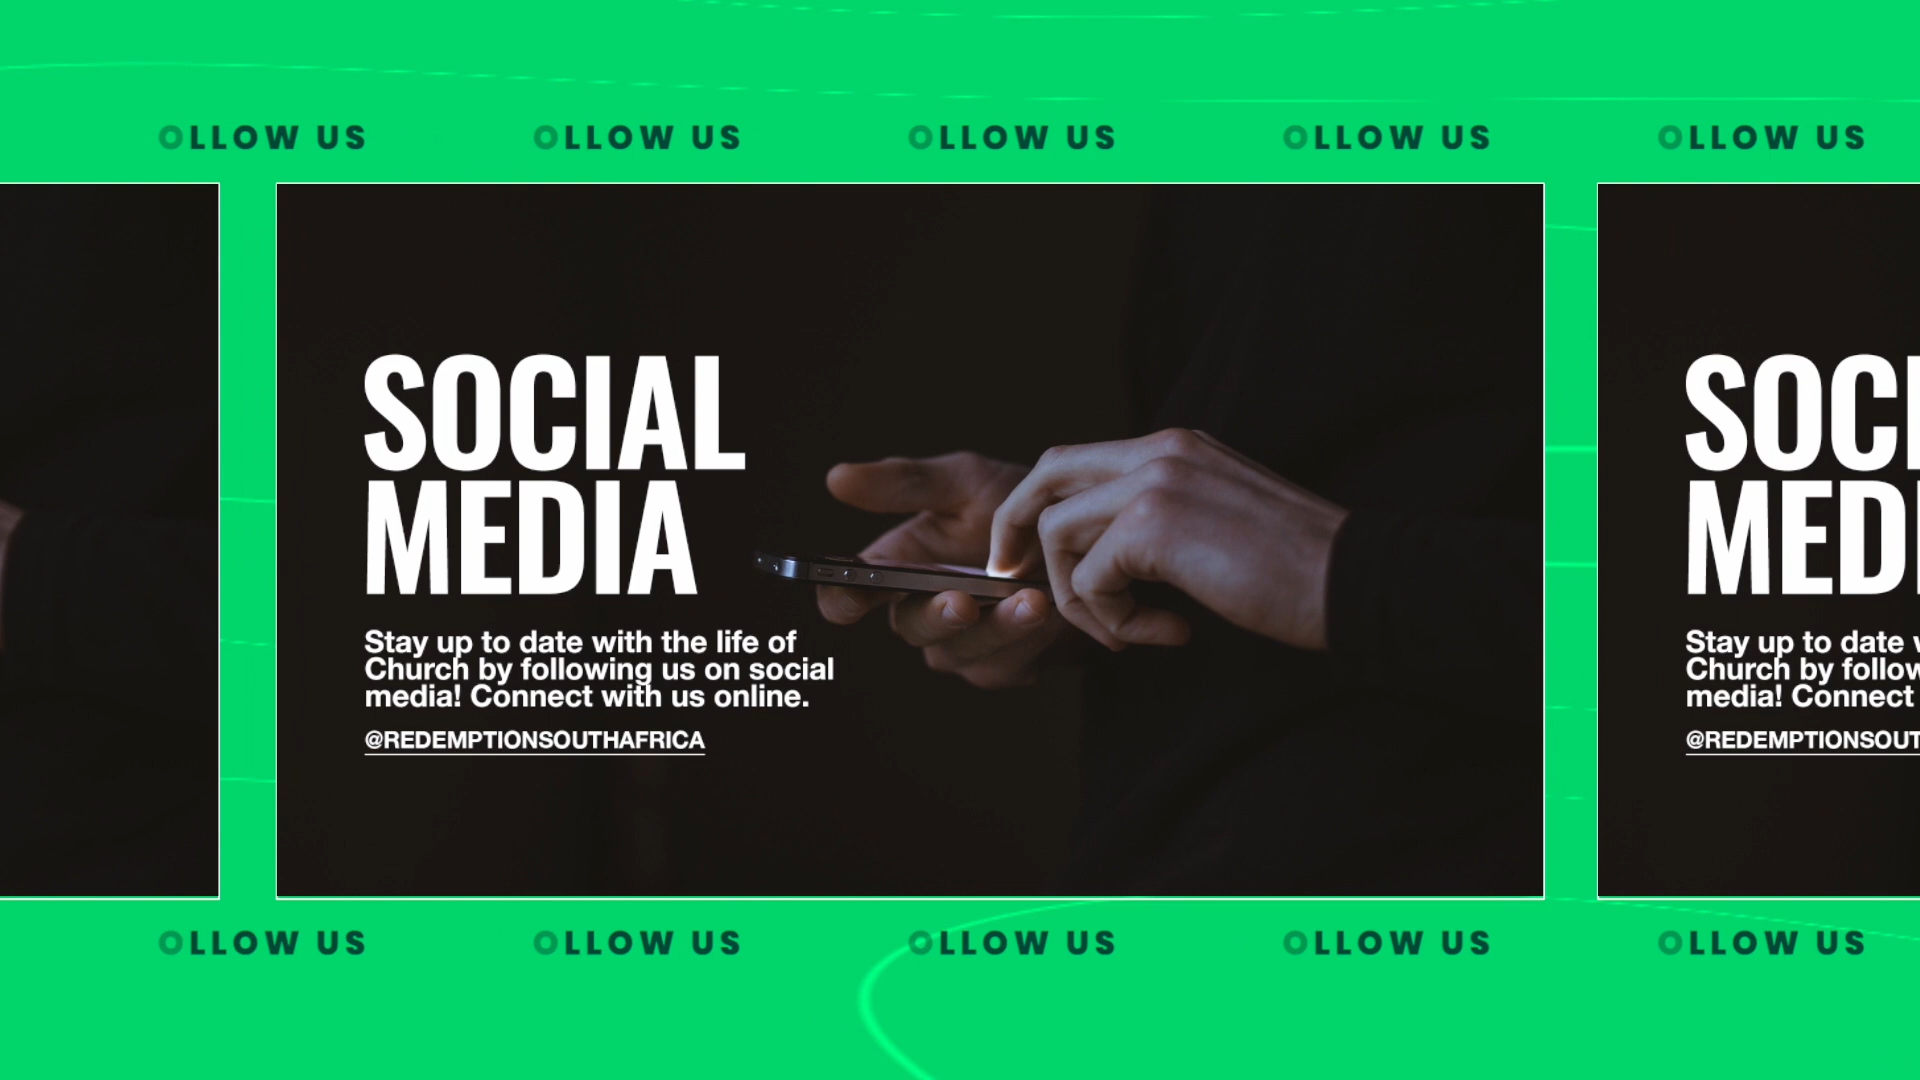 OLLOW US OLLOW US OLLOW US OLLOW US OLLOW US
SOCIAL
MEDIA
Stay up to date with the life of
Church by following us on social
media! Connect with us online.
@REDEMPTIONSOUTHAFRICA
SOCI
MEDI
Stay up to date
Church by follow
media! Connect
@REDEMPTIONSOUT
OLLOW US OLLOW US OLLOW US OLLOW US OLLOW US